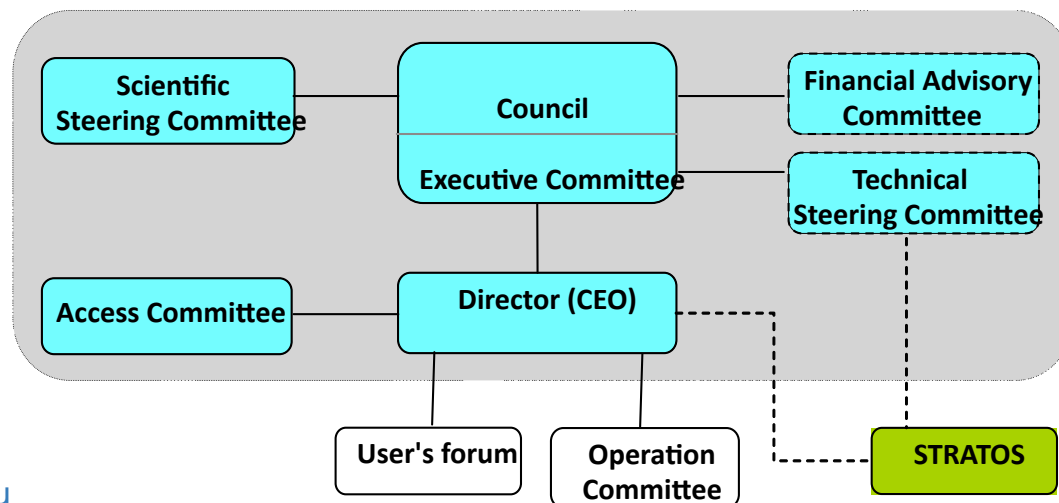 Scientific
Steering Committee
Council
Executive Committee
Financial Advisory
Committee
Technical
Steering Committee
Access Committee
Director (CEO)
User's forum
Operation
Committee
STRATOS
u